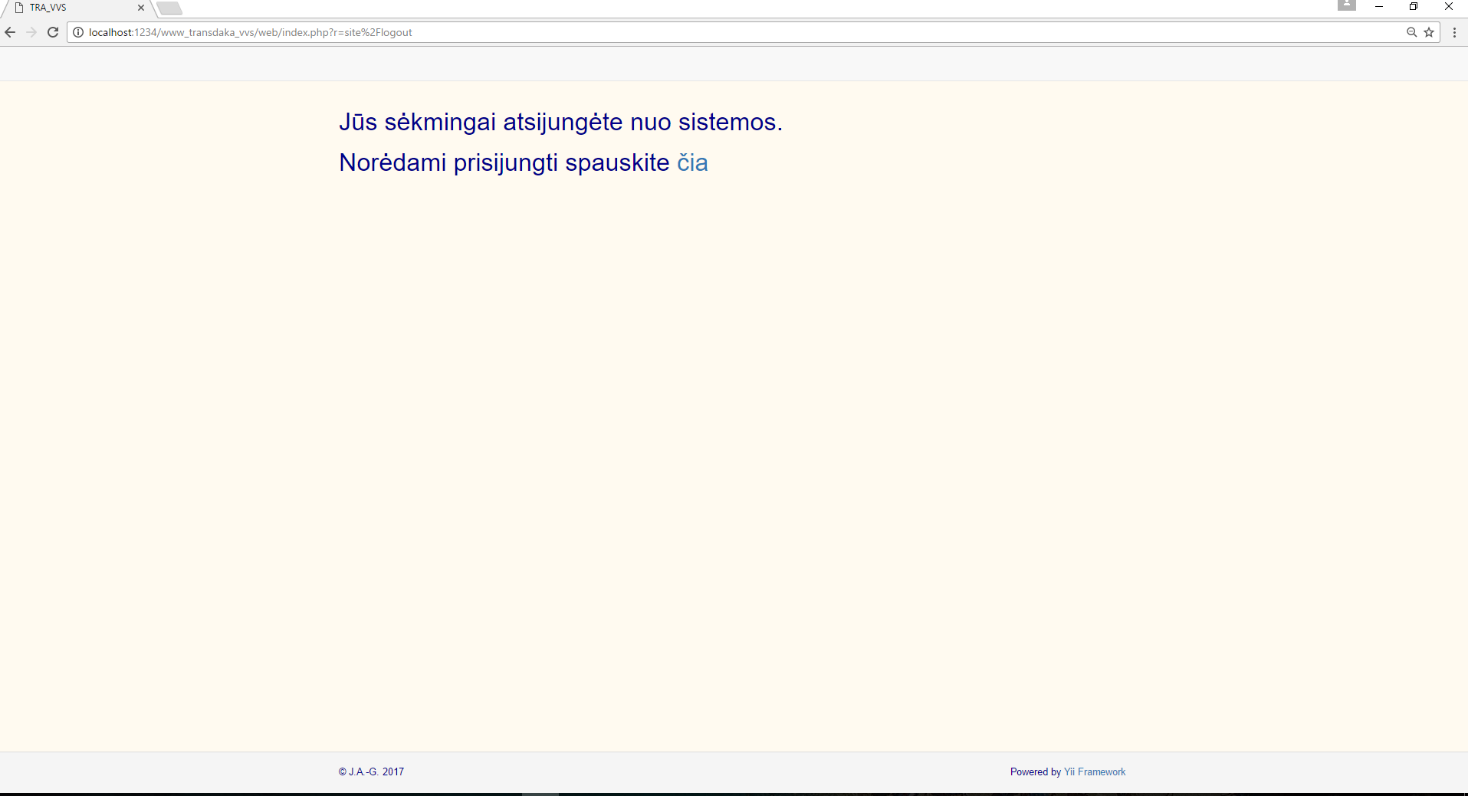 TRA_VVS
localhost:1234/www_transdaka_vvs/web/index.php?r=site%2Flogout
Jūs sėkmingai atsijungėte nuo sistemos.
Norėdami prisijungti spauskite čia
© J.A.-G. 2017
Powered by Yii Framework